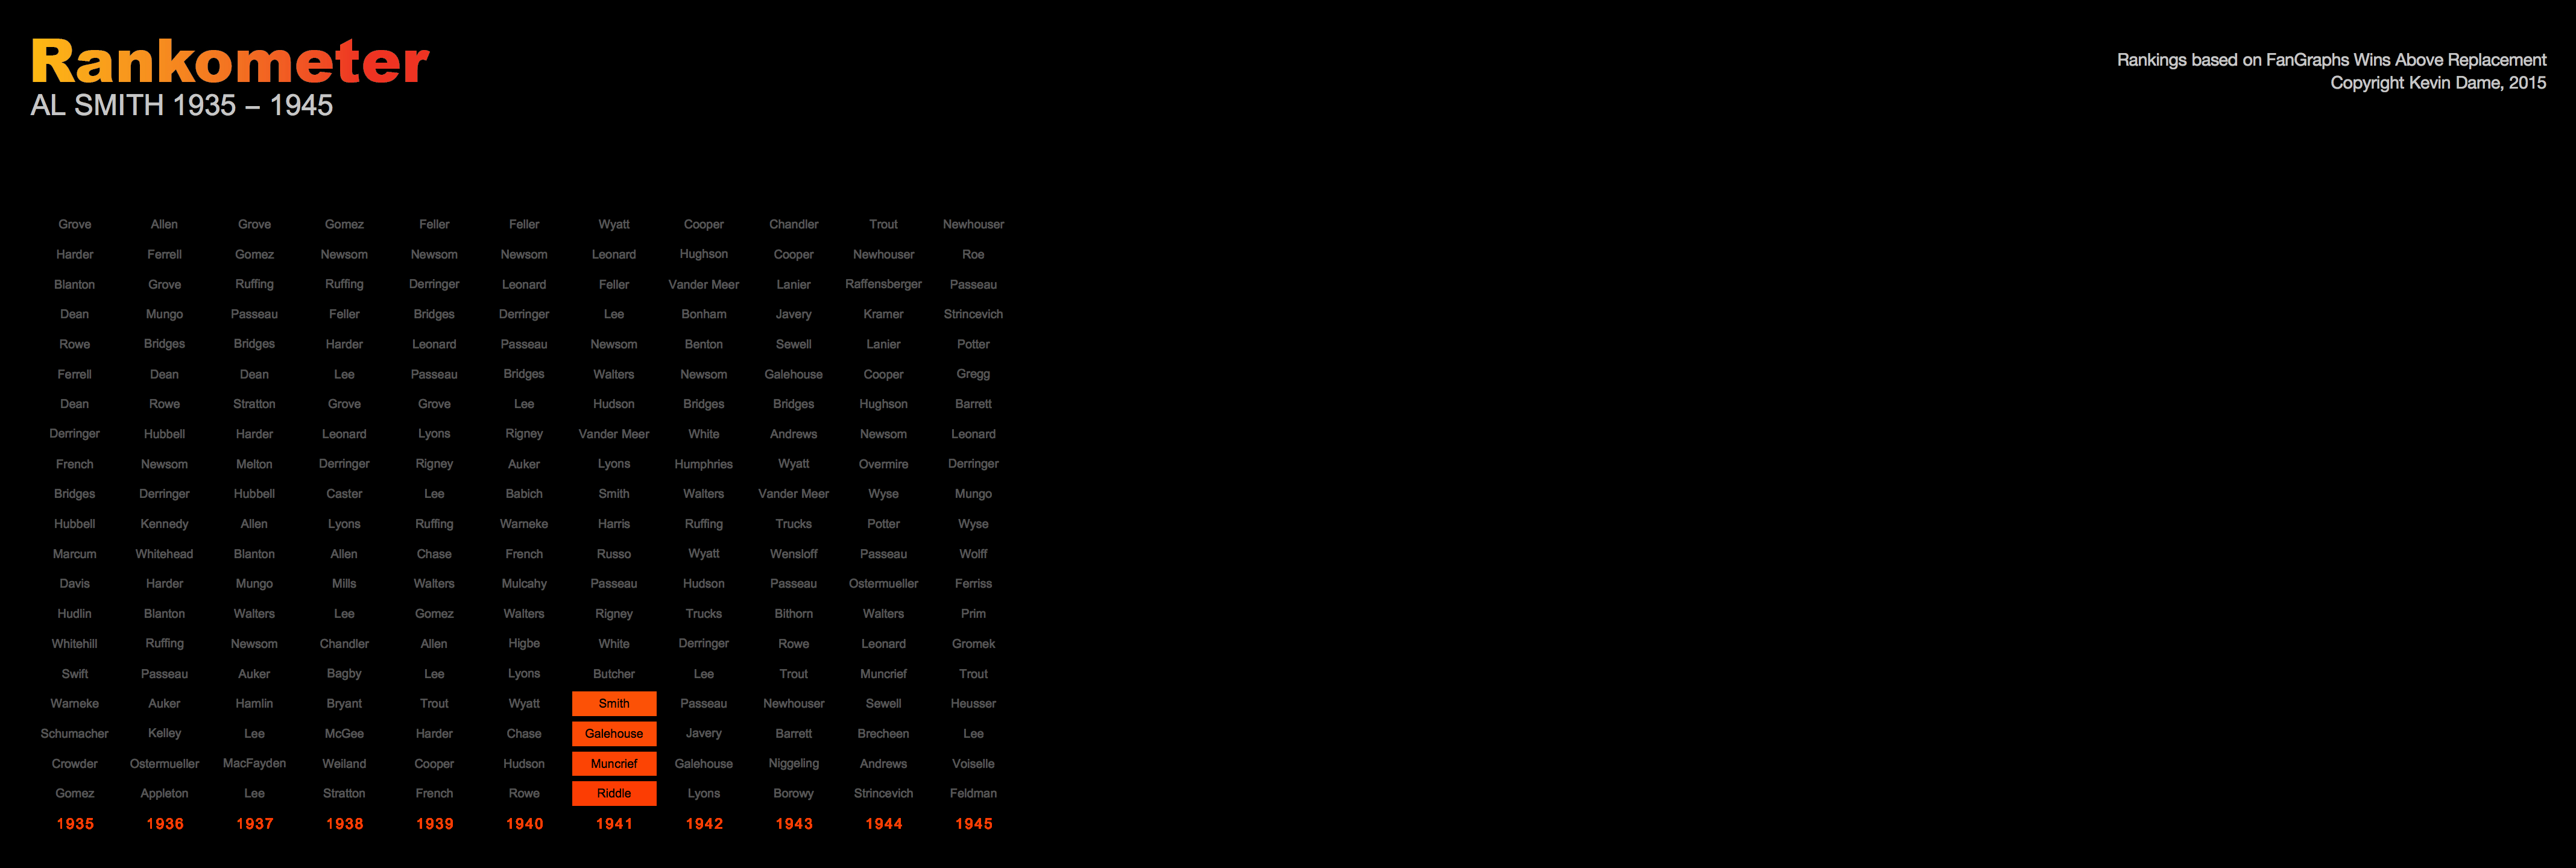 Rankometer
AL SMITH 1935 – 1945
Rankings based on FanGraphs Wins Above Replacement
Copyright Kevin Dame, 2015
Grove Allen Grove Gomez Feller Feller Wyatt Cooper Chandler Trout Newhouser
Harder Ferrell Gomez Newsom Newsom Newsom Leonard Hughson Cooper Newhouser Roe
Blanton Grove Ruffing Ruffing Derringer Leonard Feller Vander Meer Lanier Raffensberger Passeau
Dean Mungo Passeau Feller Bridges Derringer Lee Bonham Javery Kramer Strincevich
Rowe Bridges Bridges Harder Leonard Passeau Newsom Benton Sewell Lanier Potter
Ferrell Dean Dean Lee Passeau Bridges Walters Newsom Galehouse Cooper Gregg
Dean Rowe Stratton Grove Grove Lee Hudson Bridges Bridges Hughson Barrett
Derringer Hubbell Harder Leonard Lyons Rigney Vander Meer White Andrews Newsom Leonard
French Newsom Melton Derringer Rigney Auker Lyons Humphries Wyatt Overmire Derringer
Bridges Derringer Hubbell Caster Lee Babich Smith Walters Vander Meer Wyse Mungo
Hubbell Kennedy Allen Lyons Ruffing Warneke Harris Ruffing Trucks Potter Wyse
Marcum Whitehead Blanton Allen Chase French Russo Wyatt Wensloff Passeau Wolff
Davis Harder Mungo Mills Walters Mulcahy Passeau Hudson Passeau Ostermueller Ferriss
Hudlin Blanton Walters Lee Gomez Walters Rigney Trucks Bithorn Walters Prim
Whitehill Ruffing Newsom Chandler Allen Higbe White Derringer Rowe Leonard Gromek
Swift Passeau Auker Bagby Lee Lyons Butcher Lee Trout Muncrief Trout
Warneke Auker Hamlin Bryant Trout Wyatt Smith Passeau Newhouser Sewell Heusser
Schumacher Kelley Lee McGee Harder Chase Galehouse Javery Barrett Brecheen Lee
Crowder Ostermueller MacFayden Weiland Cooper Hudson Muncrief Galehouse Niggeling Andrews Voiselle
Gomez Appleton Lee Stratton French Rowe Riddle Lyons Borowy Strincevich Feldman
1935 1936 1937 1938 1939 1940 1941 1942 1943 1944 1945